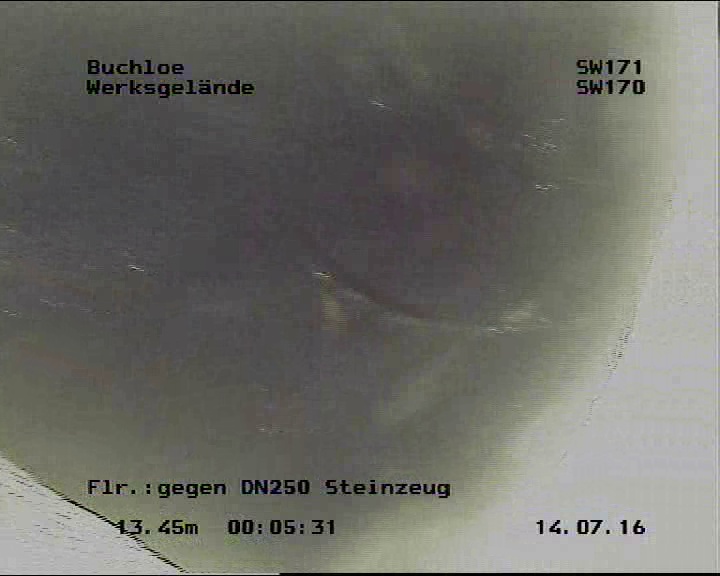 Buchloe SW171
Werksgelände SW170
Flr.:gegen DN250 Steinzeug
13.45m 00:05:31 14.07.16